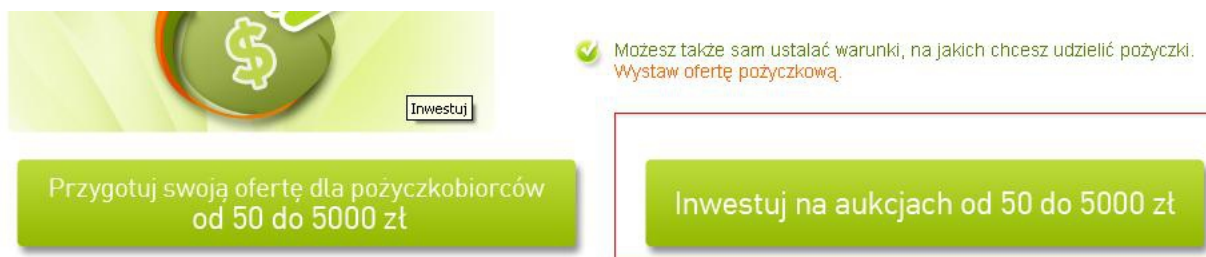 $
Możesz także sam ustalać warunki, na jakich chcesz udzielić pożyczki.
Wystaw ofertę pożyczkową.
Inwestuj
Przygotuj swoją ofertę dla pożyczkobiorców
od 50 do 5000 zł
Inwestuj na aukcjach od 50 do 5000 zł